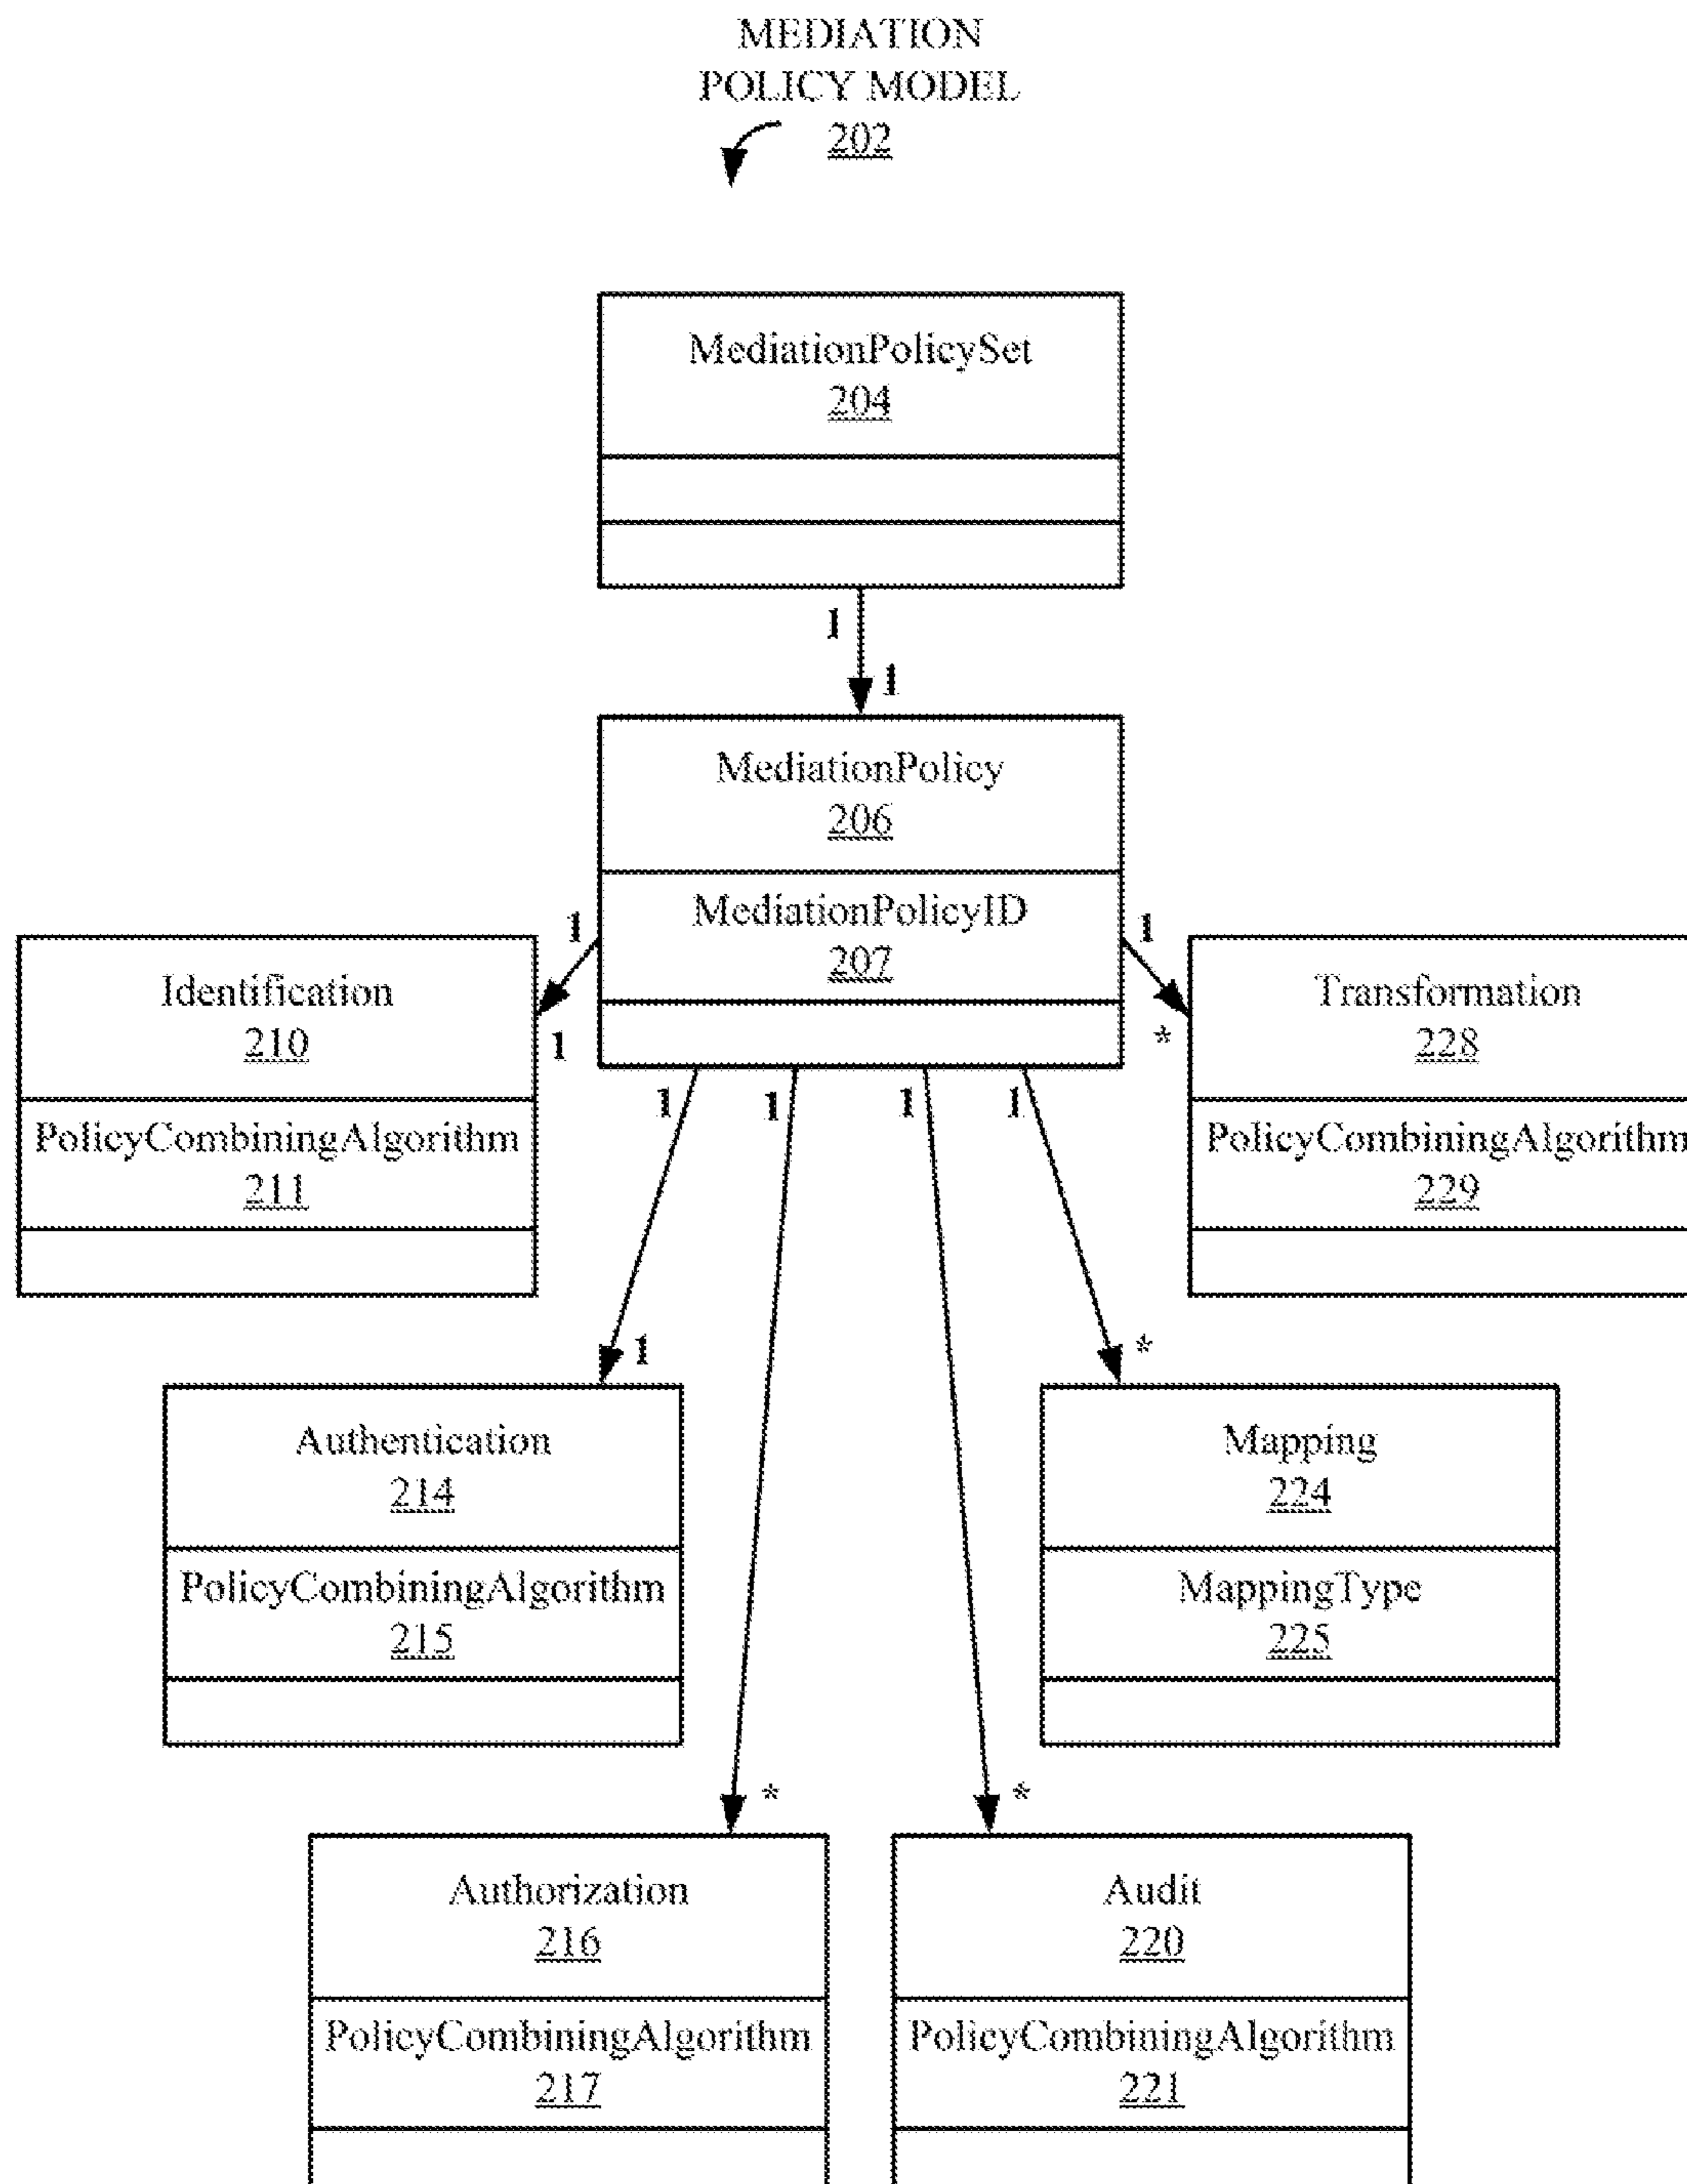 MEDIATION
POLICY MODEL
202
MediationPolicySet
204
1
1
MediationPolicy
206
MediationPolicyID
207
1
1
Identification
210
PolicyCombiningAlgorithm
211
1
*
Transformation
228
PolicyCombiningAlgorithm
229
1
1
1
1
1
*
Authentication
214
PolicyCombiningAlgorithm
215
Mapping
224
MappingType
225
*
*
Authorization
216
PolicyCombiningAlgorithm
217
Audit
220
PolicyCombiningAlgorithm
221